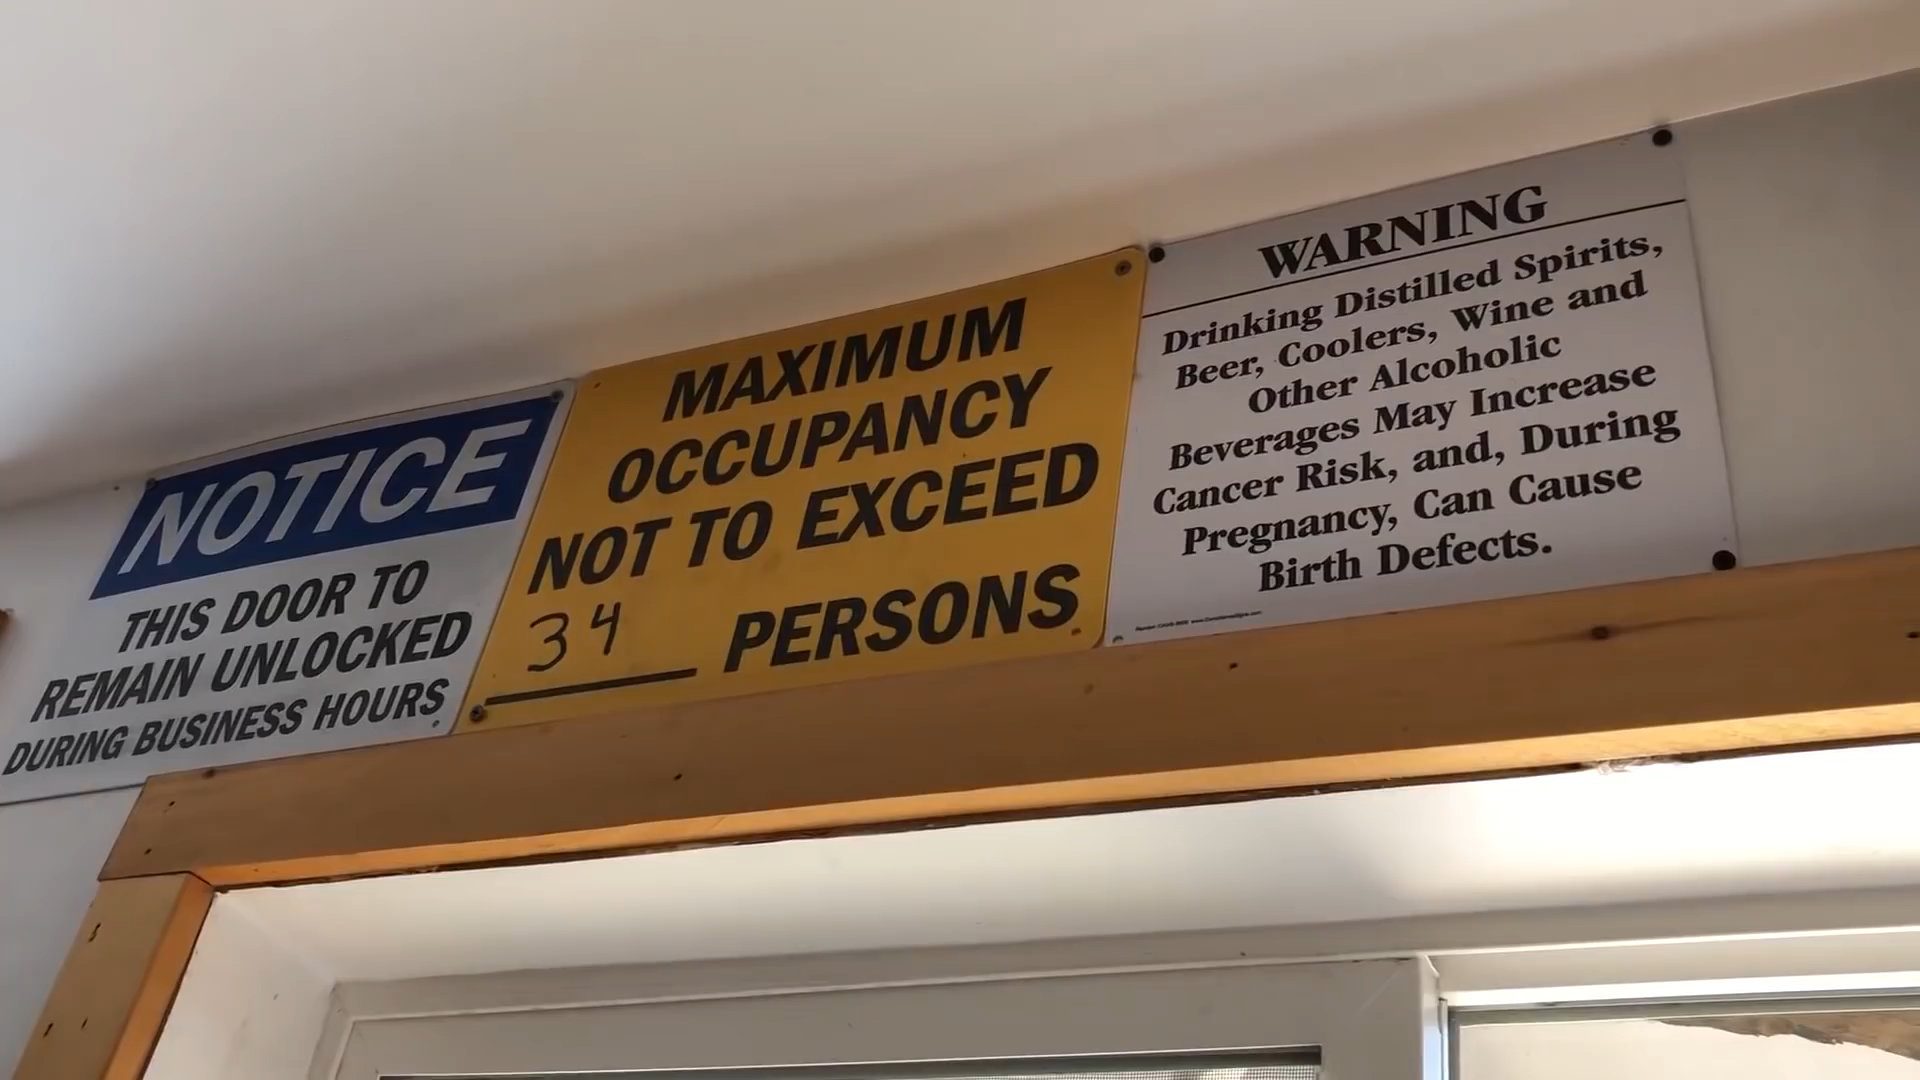 NOTICE
THIS DOOR TO
REMAIN UNLOCKED
DURING BUSINESS HOURS
MAXIMUM
OCCUPANCY
NOT TO EXCEED
34 PERSONS
WARNING
Drinking Distilled Spirits,
Beer, Coolers, Wine and
Other Alcoholic
Beverages May Increase
Cancer Risk, and, During
Pregnancy, Can Cause
Birth Defects.